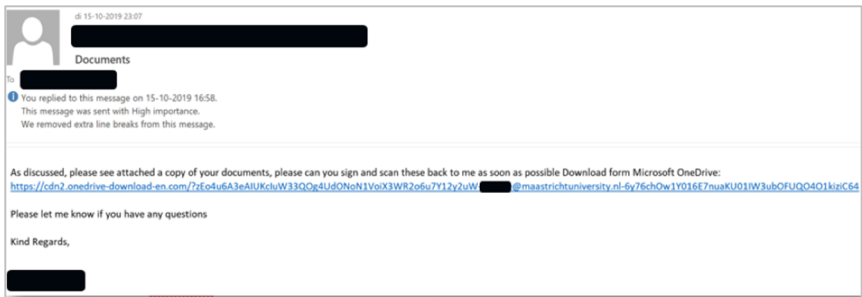 di 15-10-2019 23:07
Documents
To
You replied to this message on 15-10-2019 16:58.
This message was sent with High importance.
We removed extra line breaks from this message.
As discussed, please see attached a copy of your documents, please can you sign and scan these back to me as soon as possible Download form Microsoft OneDrive:
https://cdn2.onedrive-download-en.com/?zEo4u6A3eAIUKcIuW33QOg4UdONoN1VoiX3WR2o6u7Y12y2uW @maastrichtuniversity.nl-6y76chOw1Y016E7nuaKU01IW3ubOFUQO4O1kiziC64
Please let me know if you have any questions
Kind Regards,